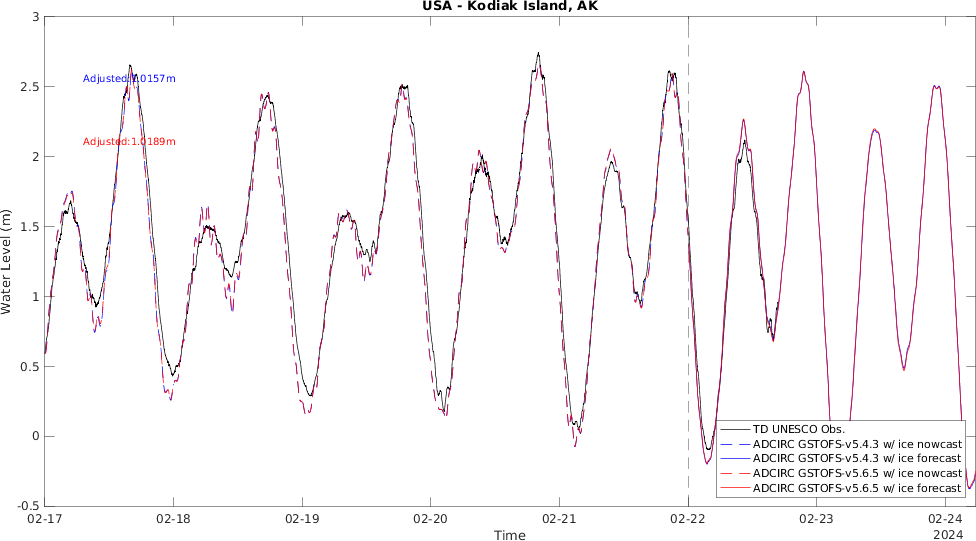 USA - Kodiak Island, AK
3
Adjusted:1.0157m
2.5
Adjusted:1.0189m
2
1.5
Water Level (m)
1
0.5
TD UNESCO Obs.
0
ADCIRC GSTOFS-v5.4.3 w/ ice nowcast
ADCIRC GSTOFS-v5.4.3 w/ ice forecast
ADCIRC GSTOFS-v5.6.5 w/ ice nowcast
ADCIRC GSTOFS-v5.6.5 w/ ice forecast
-0.5
02-17 02-18 02-19 02-20 02-21 02-22 02-23 02-24
Time 2024